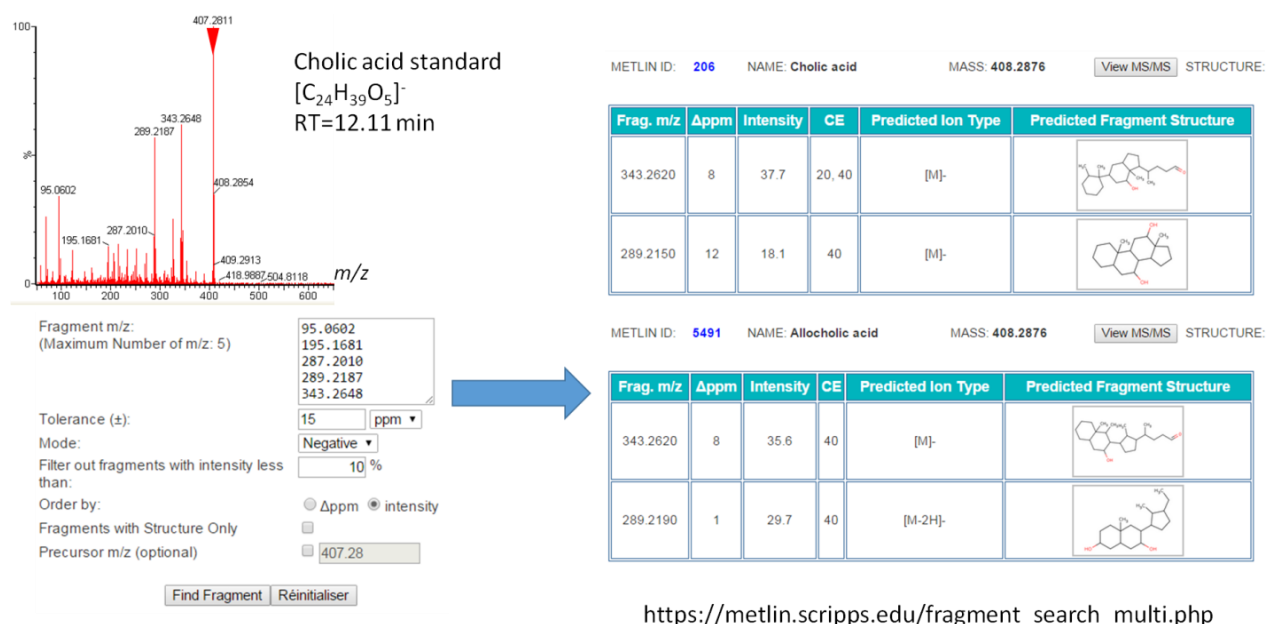 100
407.2811
343.2648
289.2187
408.2854
95.0602
287.2010
195.1681
409.2913
418.9887
504.8118
%
0
100 200 300 400 500 600
m/z
Cholic acid standard
[C₂₄H₃₉O₅]⁻
RT=12.11 min
Fragment m/z:
(Maximum Number of m/z: 5)
95.0602
195.1681
287.2010
289.2187
343.2648
Tolerance (±): 15 ppm
Mode: Negative
Filter out fragments with intensity less
than:
10 %
Order by: Δppm intensity
Fragments with Structure Only
Precursor m/z (optional) 407.28
Find Fragment Réinitialiser
METLIN ID: 206 NAME: Cholic acid MASS: 408.2876 View MS/MS STRUCTURE:
Frag. m/z Δppm Intensity CE Predicted Ion Type Predicted Fragment Structure
343.2620 8 37.7 20, 40 [M]-
289.2150 12 18.1 40 [M]-
METLIN ID: 5491 NAME: Allocholic acid MASS: 408.2876 View MS/MS STRUCTURE:
Frag. m/z Δppm Intensity CE Predicted Ion Type Predicted Fragment Structure
343.2620 8 35.6 40 [M]-
289.2190 1 29.7 40 [M-2H]-
https://metlin.scripps.edu/fragment_search_multi.php